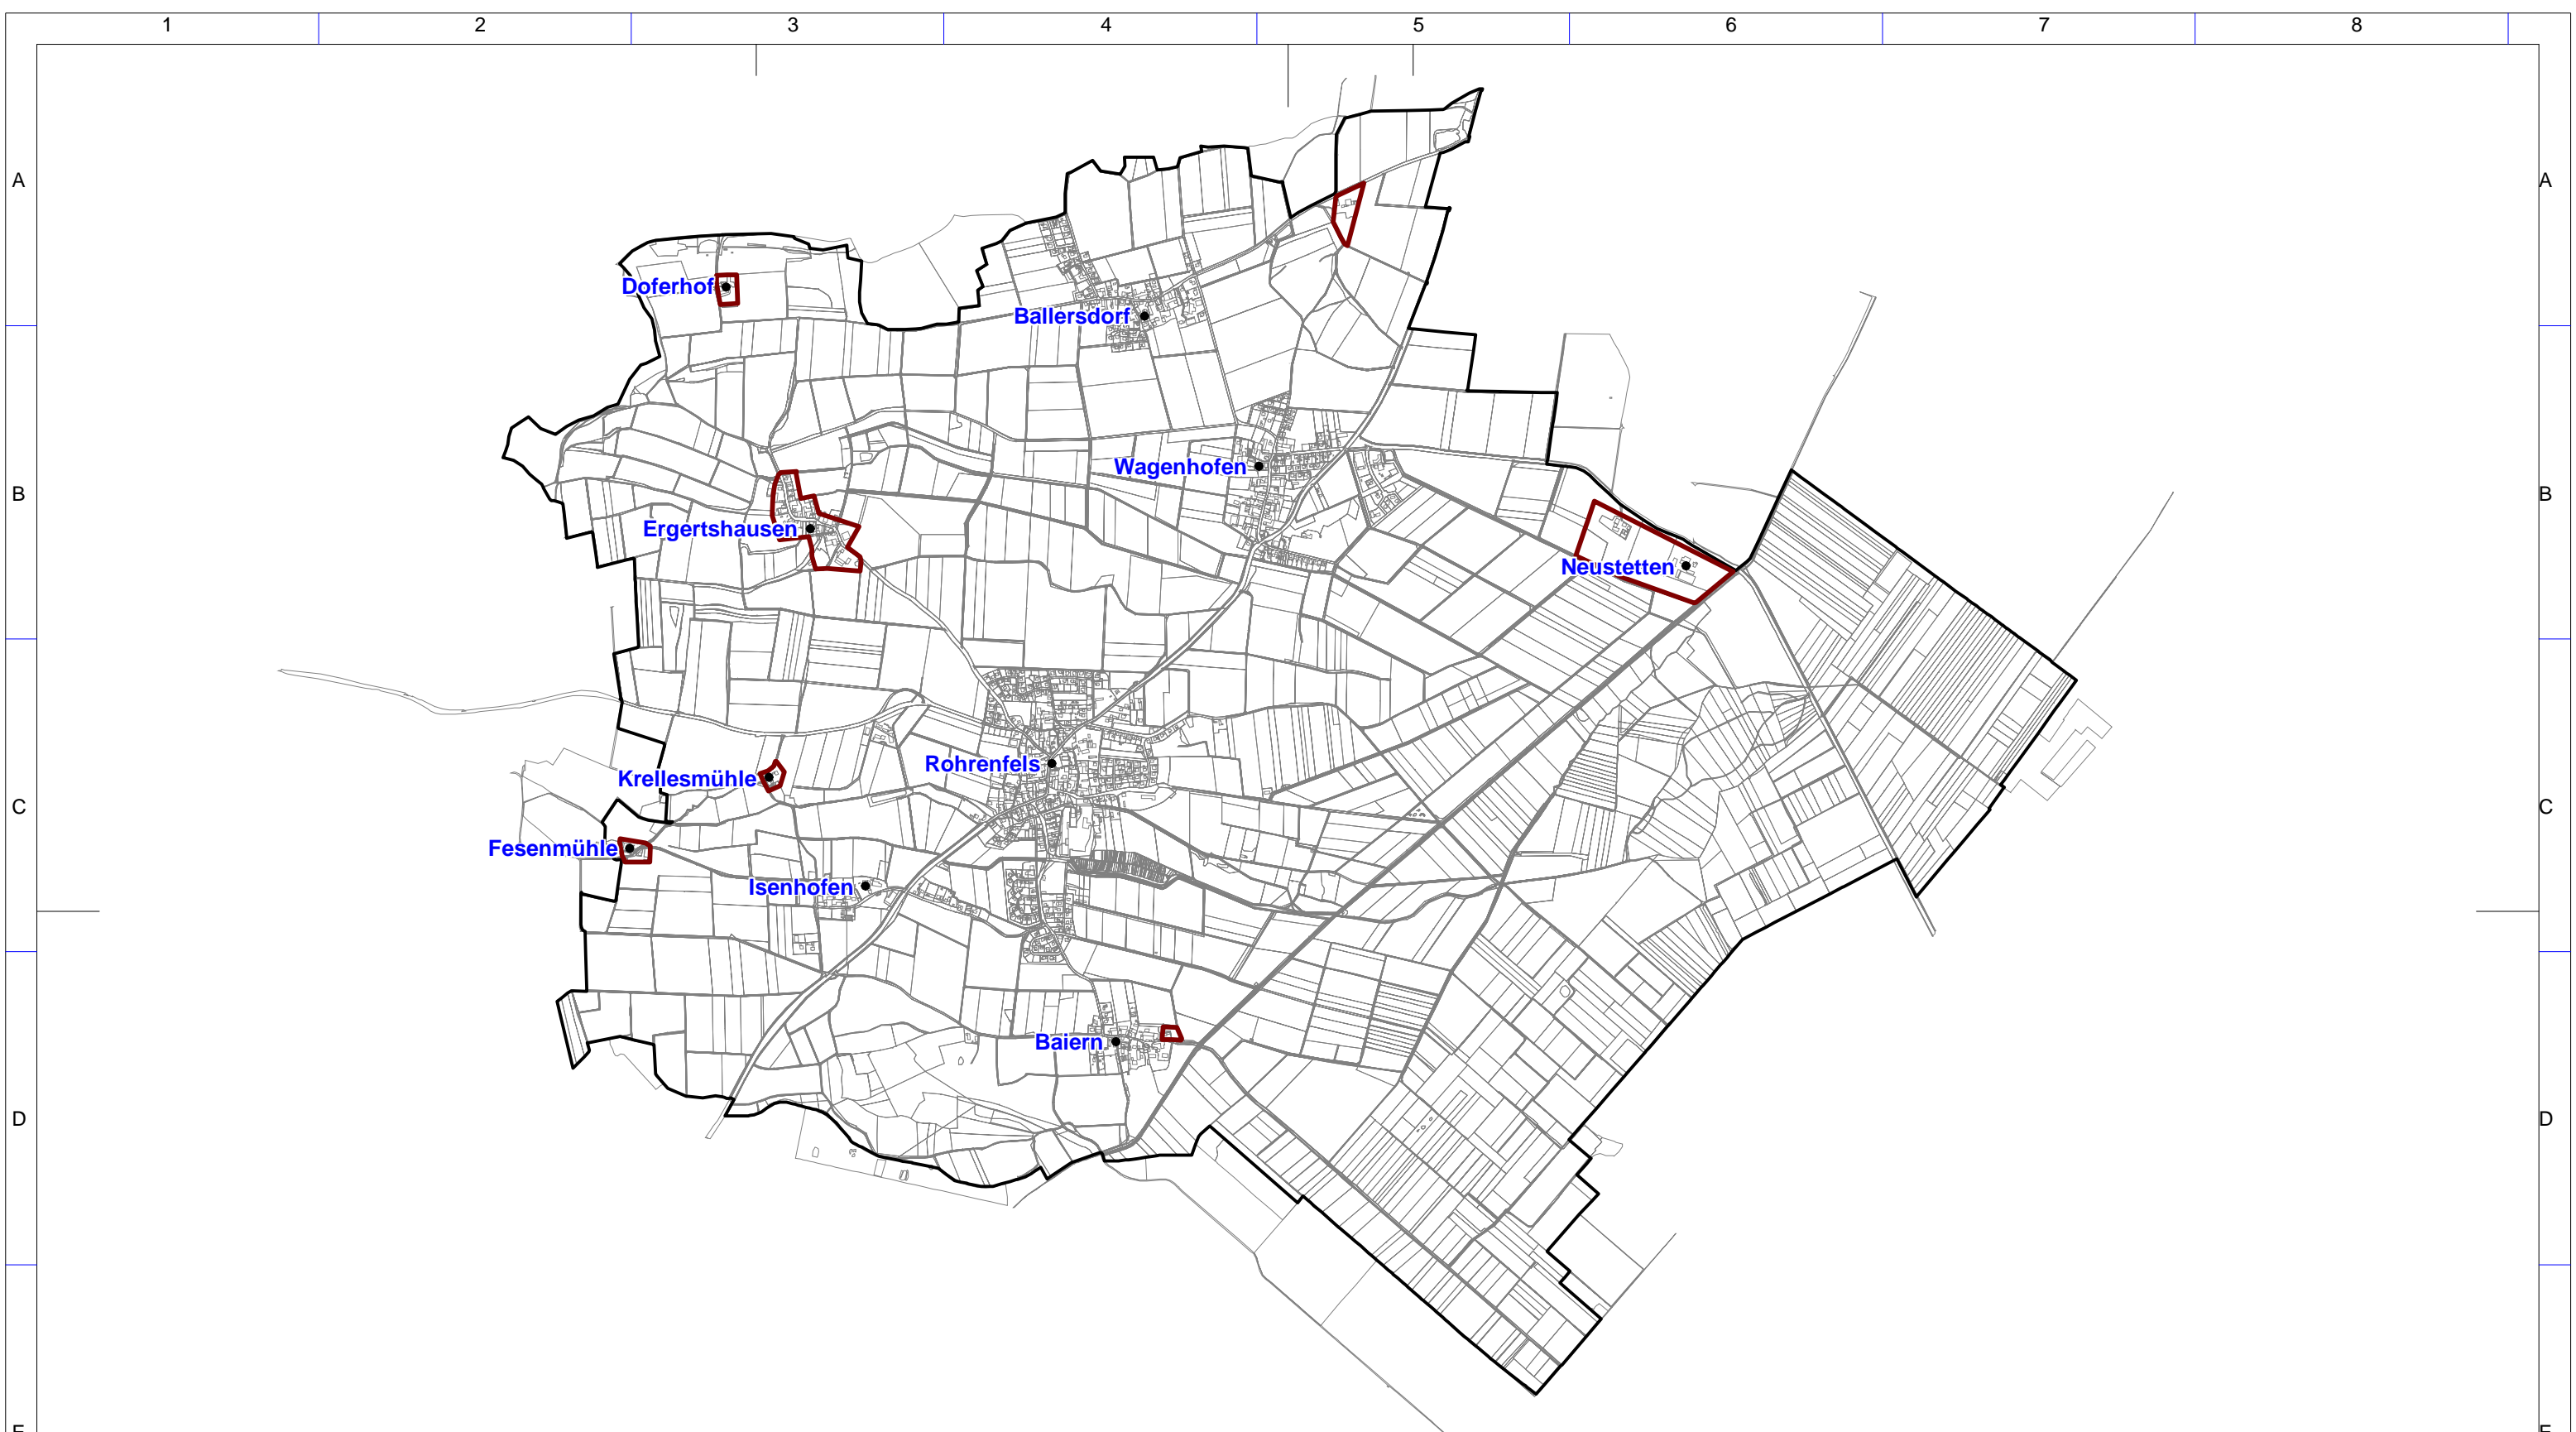 1 2 3 4 5 6 7 8
A A
Doferhof
Ballersdorf
Wagenhofen
B B
Ergertshausen
Neustetten
Rohrenfels
Krellesmühle
C C
Fesenmühle
Isenhofen
Baiern
D D